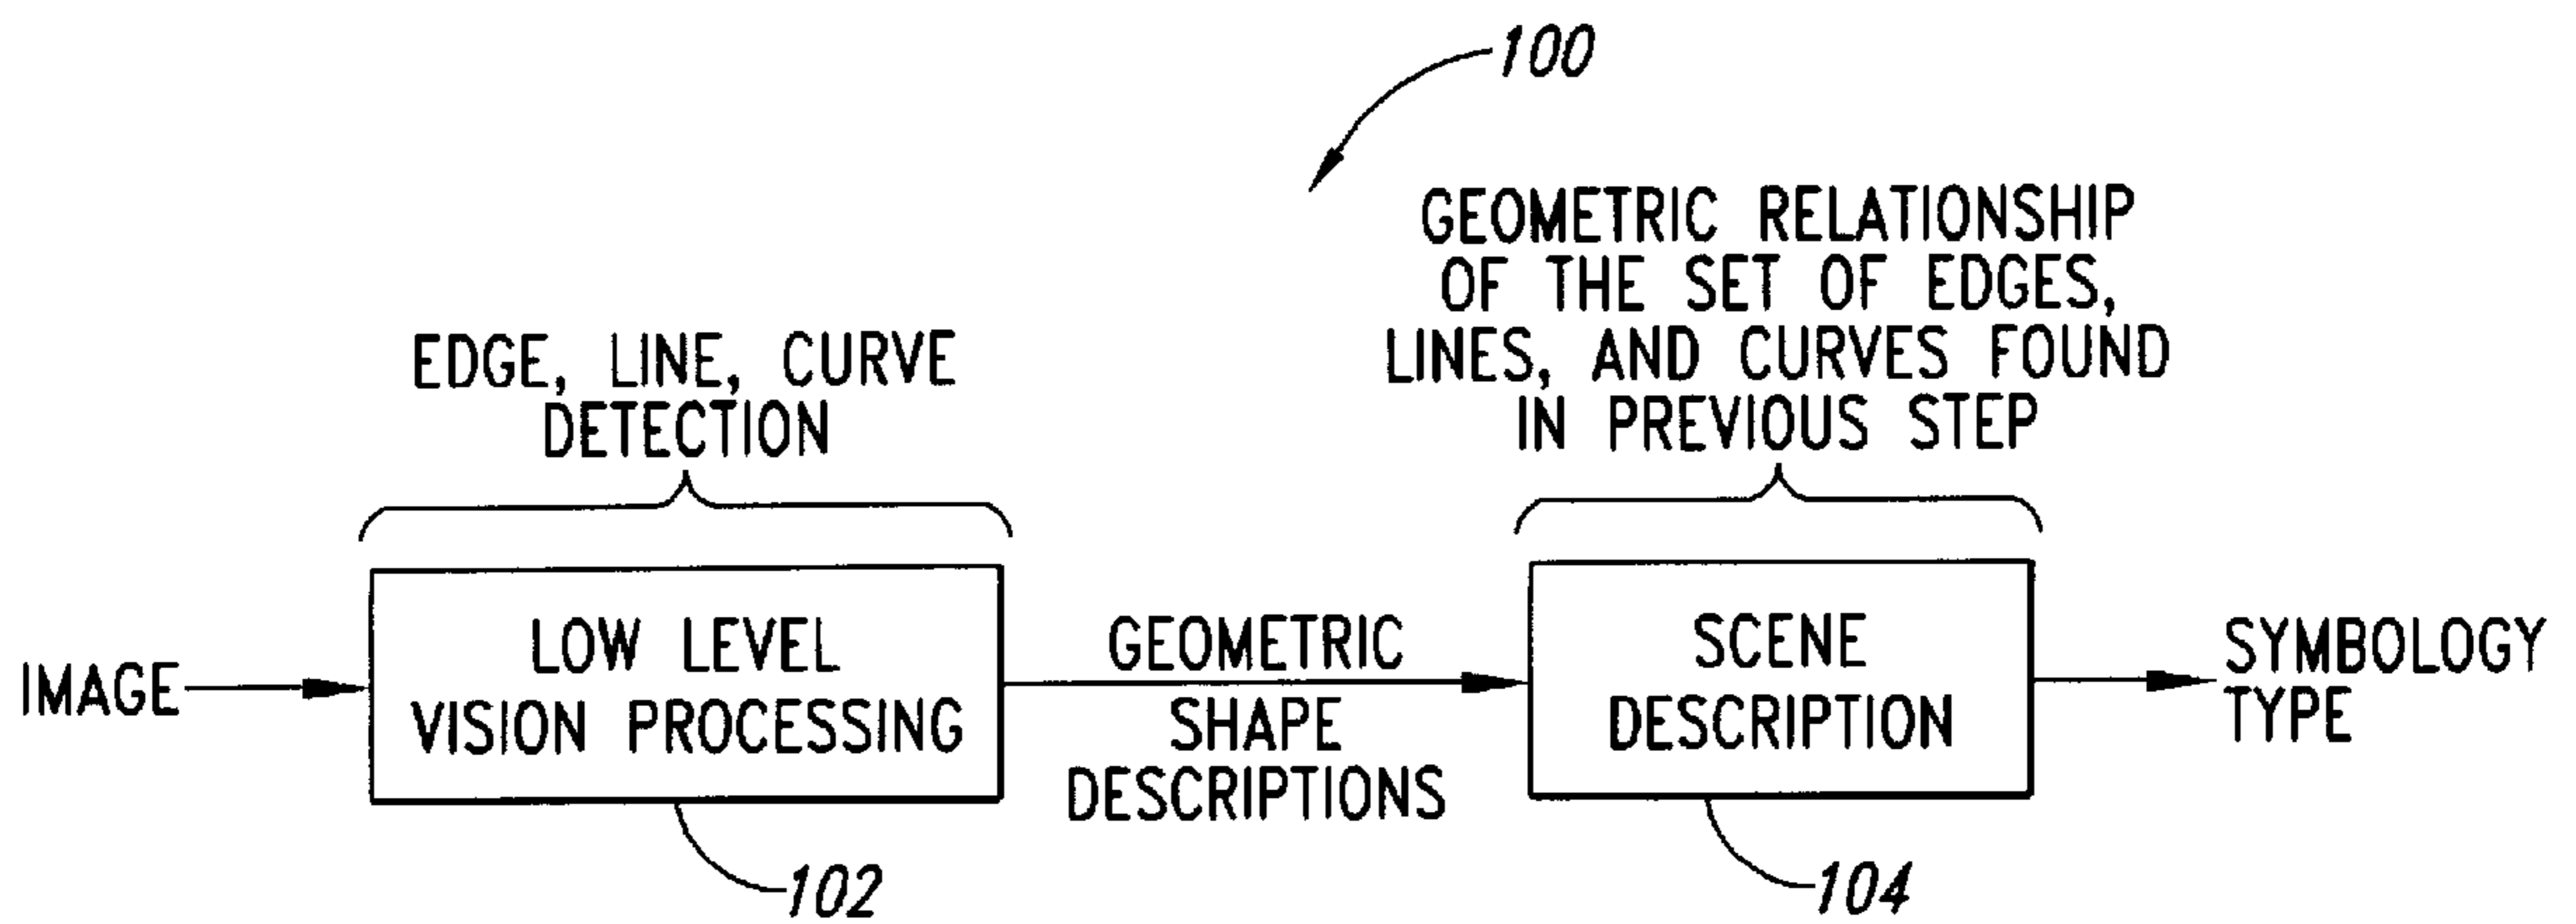 100
GEOMETRIC RELATIONSHIP
OF THE SET OF EDGES,
LINES, AND CURVES FOUND
IN PREVIOUS STEP
EDGE, LINE, CURVE
DETECTION
IMAGE
LOW LEVEL
VISION PROCESSING
GEOMETRIC
SHAPE
DESCRIPTIONS
SCENE
DESCRIPTION
SYMBOLOGY
TYPE
102
104